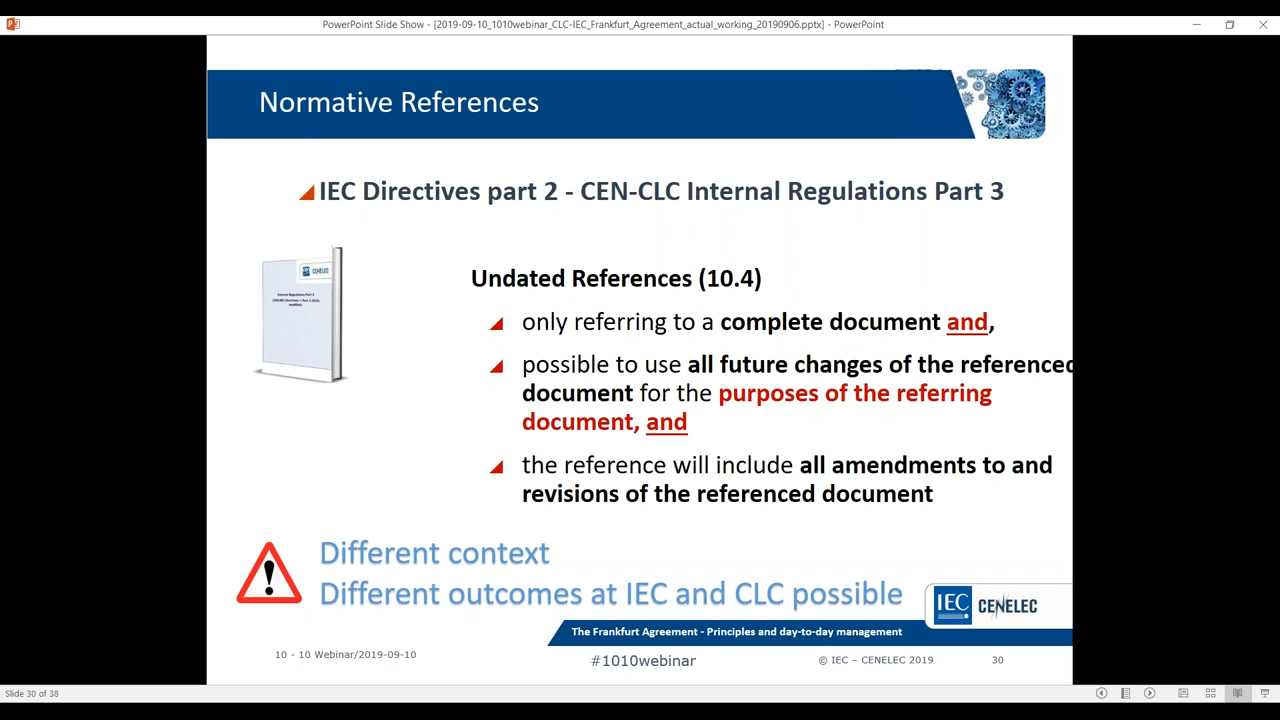 PowerPoint Slide Show - [2019-09-10_1010webinar_CLC-IEC_Frankfurt_Agreement_actual_working_20190906.pptx] - PowerPoint
Normative References
IEC Directives part 2 - CEN-CLC Internal Regulations Part 3
CENELEC
Internal Regulations Part 3
Undated References (10.4)
only referring to a complete document and,
possible to use all future changes of the referenced
document for the purposes of the referring
document, and
the reference will include all amendments to and
revisions of the referenced document
Different context
Different outcomes at IEC and CLC possible
IEC CENELEC
The Frankfurt Agreement - Principles and day-to-day management
10 - 10 Webinar/2019-09-10
#1010webinar
© IEC – CENELEC 2019
30
Slide 30 of 38